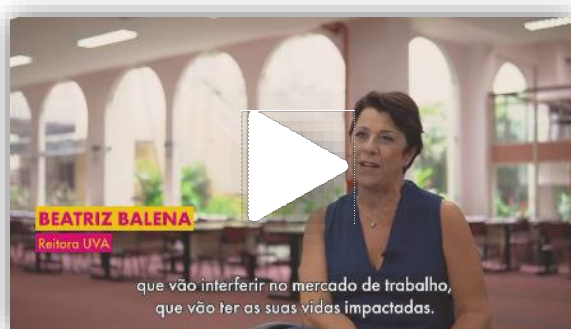 BEATRIZ BALENA
Reitora UVA
que vão interferir no mercado de trabalho,
que vão ter as suas vidas impactadas.